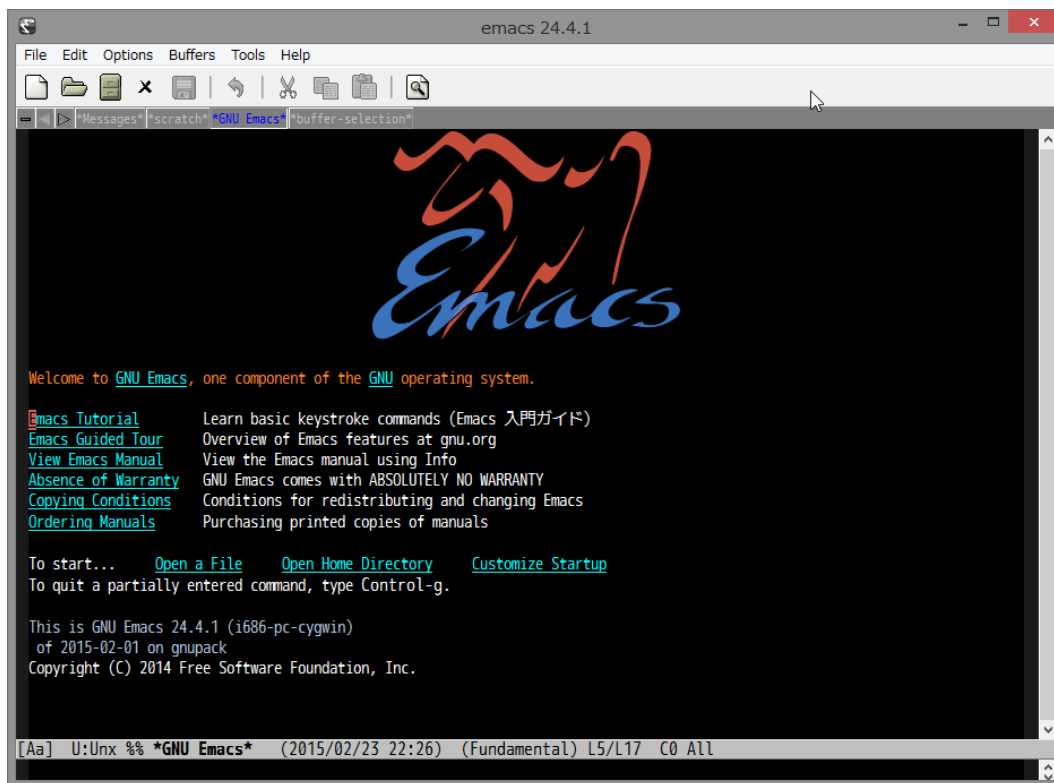 emacs 24.4.1
File Edit Options Buffers Tools Help
*Messages* *scratch* *GNU Emacs* *buffer-selection*
Emacs
Welcome to GNU Emacs, one component of the GNU operating system.
Emacs Tutorial Learn basic keystroke commands (Emacs 入門ガイド)
Emacs Guided Tour Overview of Emacs features at gnu.org
View Emacs Manual View the Emacs manual using Info
Absence of Warranty GNU Emacs comes with ABSOLUTELY NO WARRANTY
Copying Conditions Conditions for redistributing and changing Emacs
Ordering Manuals Purchasing printed copies of manuals
To start... Open a File Open Home Directory Customize Startup
To quit a partially entered command, type Control-g.
This is GNU Emacs 24.4.1 (i686-pc-cygwin)
of 2015-02-01 on gnupack
Copyright (C) 2014 Free Software Foundation, Inc.
[Aa] U:Unx %% *GNU Emacs* (2015/02/23 22:26) (Fundamental) L5/L17 C0 All